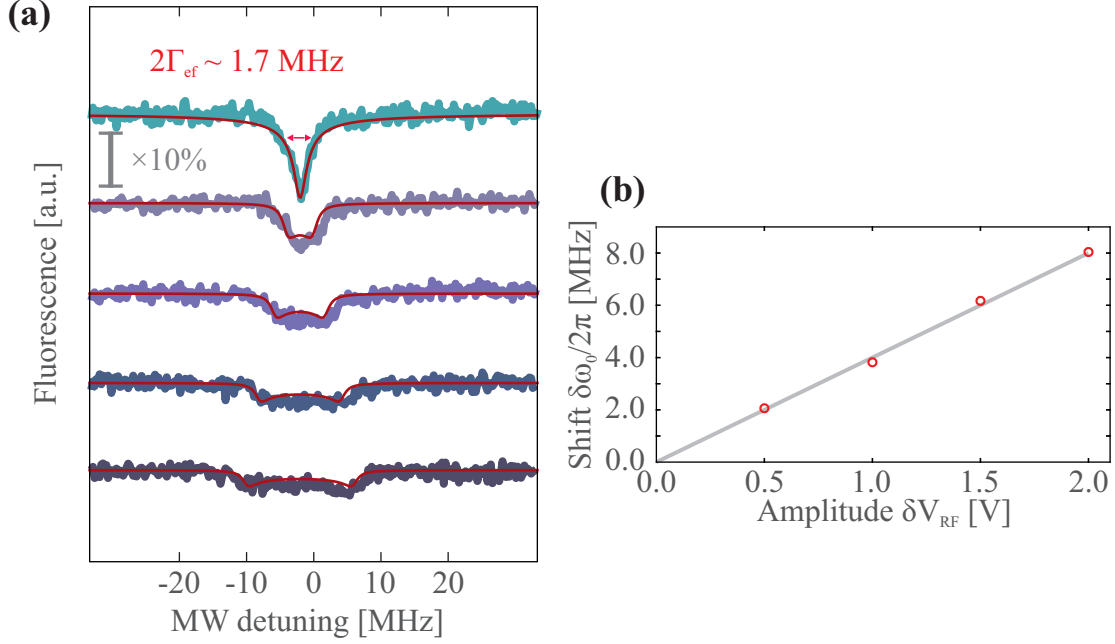 (a)
2Γef ~ 1.7 MHz
×10%
Fluorescence [a.u.]
-20 -10 0 10 20
MW detuning [MHz]
(b)
Shift δω₀/2π [MHz]
8.0
6.0
4.0
2.0
0.0
0.0 0.5 1.0 1.5 2.0
Amplitude δVRF [V]